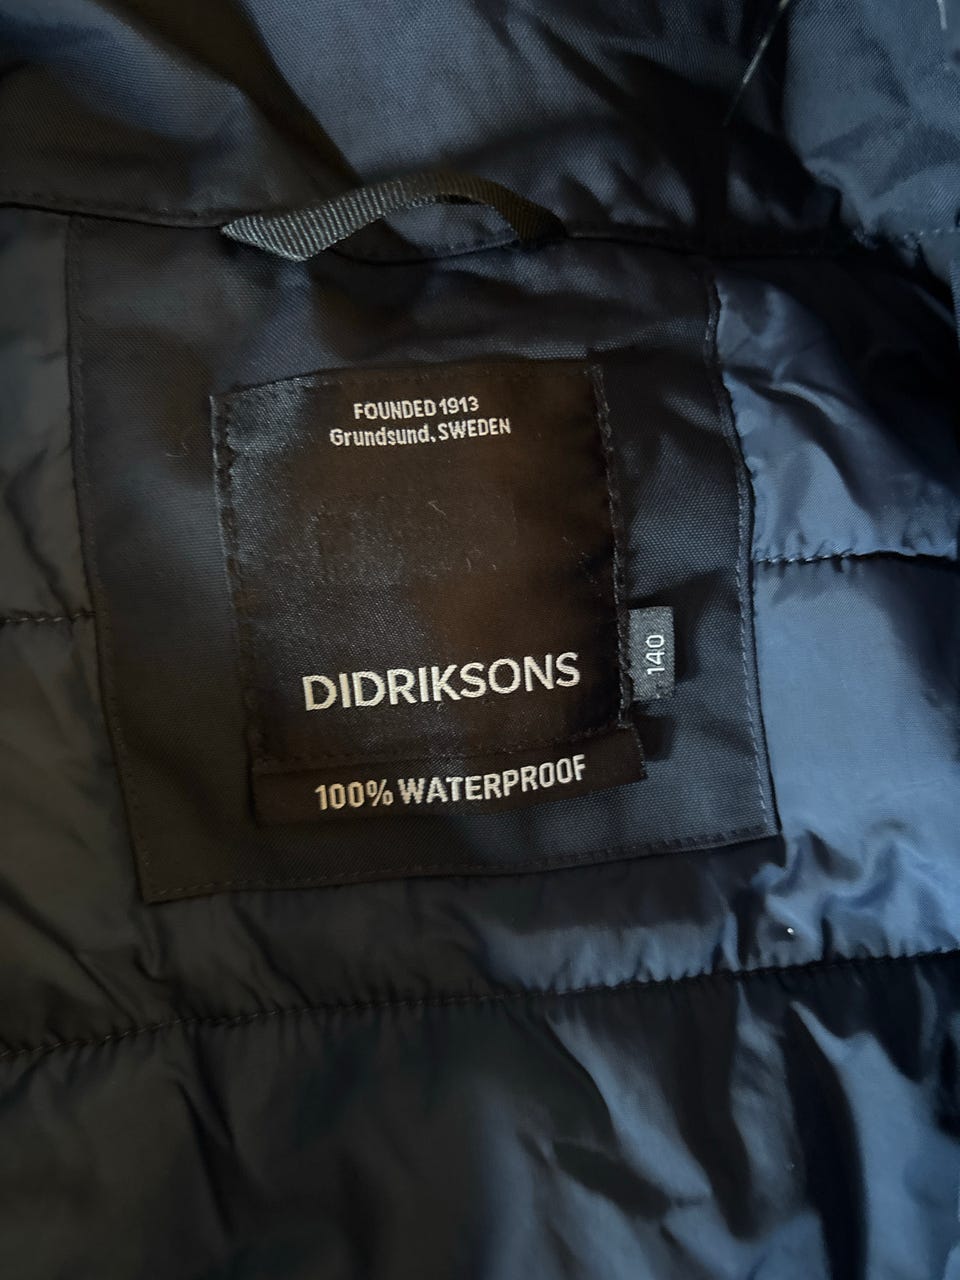 FOUNDED 1913
Grundsund, SWEDEN
DIDRIKSONS
140
100% WATERPROOF